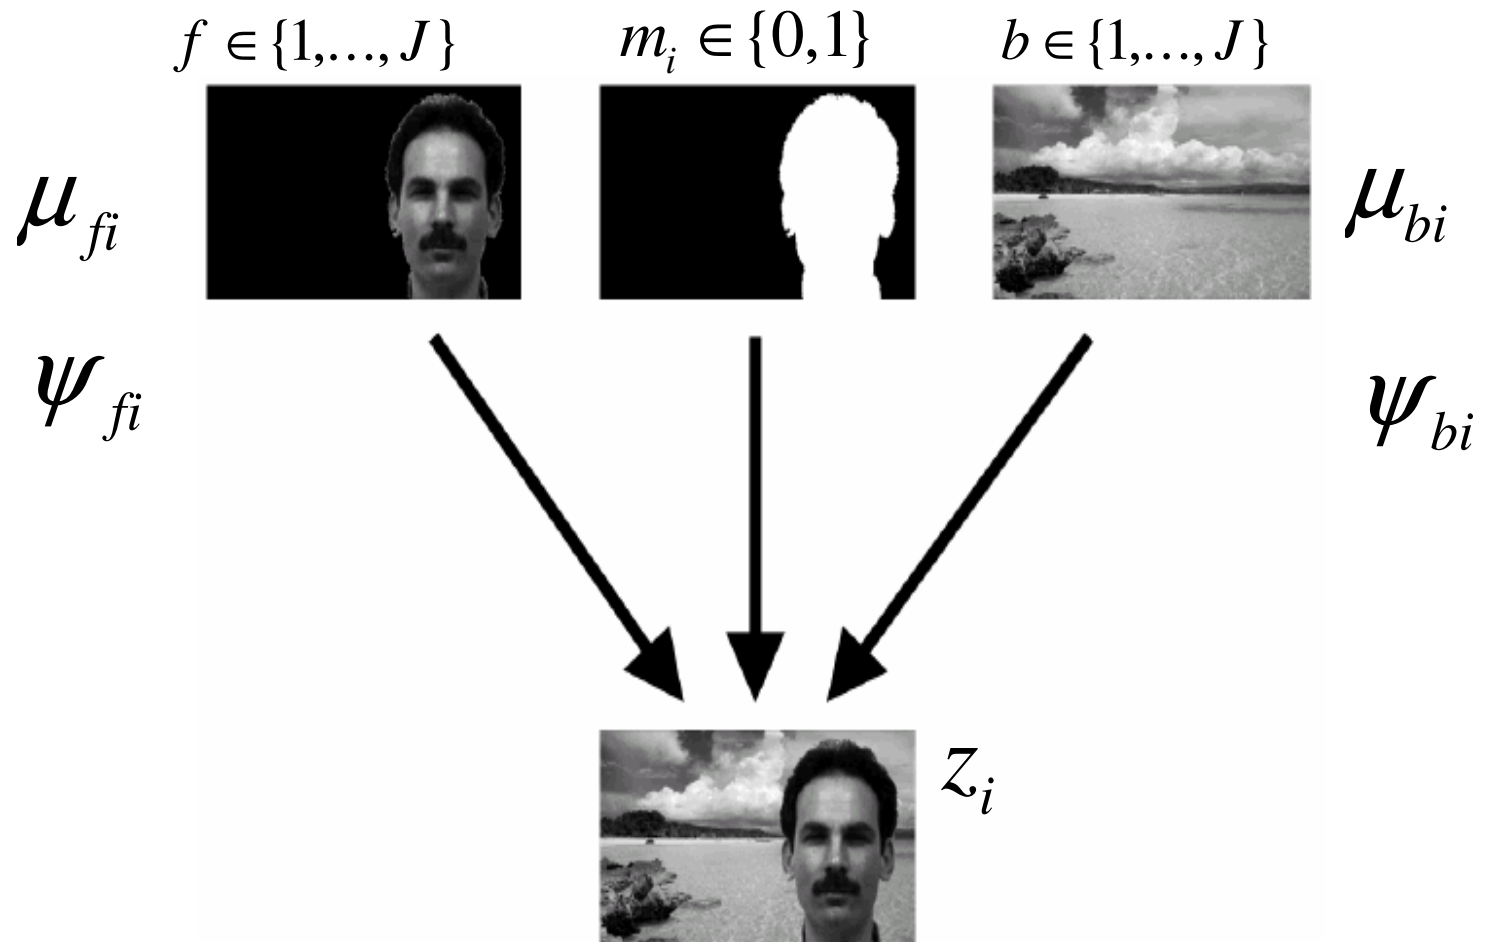 f ∈ {1,…, J}
m_i ∈ {0,1}
b ∈ {1,…, J}
μ_fi
μ_bi
ψ_fi
ψ_bi
z_i